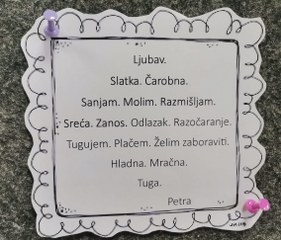 Ljubav.
Slatka. Čarobna.
Sanjam. Molim. Razmišljam.
Sreća. Zanos. Odlazak. Razočaranje.
Tugujem. Plačem. Želim zaboraviti.
Hladna. Mračna.
Tuga.
Petra